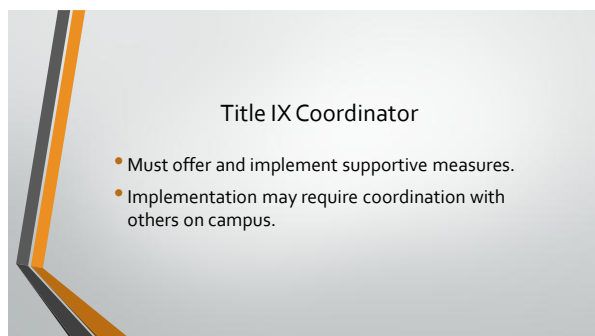 Title IX Coordinator
• Must offer and implement supportive measures.
• Implementation may require coordination with
others on campus.